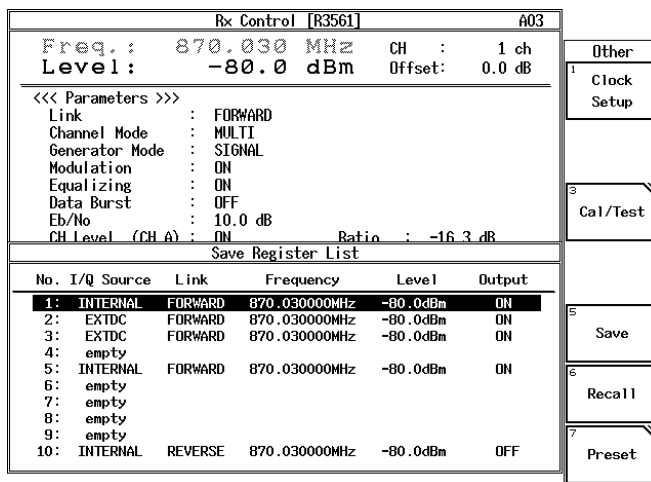 Rx Control [R3561] A03
Freq.: 870.030 MHz CH : 1 ch
Level: -80.0 dBm Offset: 0.0 dB
<<< Parameters >>>
Link : FORWARD
Channel Mode : MULTI
Generator Mode : SIGNAL
Modulation : ON
Equalizing : ON
Data Burst : OFF
Eb/No : 10.0 dB
CH Level (CH A) : ON Ratio : -16.3 dB
Save Register List
No. I/Q Source Link Frequency Level Output
1: INTERNAL FORWARD 870.030000MHz -80.0dBm ON
2: EXTDC FORWARD 870.030000MHz -80.0dBm ON
3: EXTDC FORWARD 870.030000MHz -80.0dBm ON
4: empty
5: INTERNAL FORWARD 870.030000MHz -80.0dBm ON
6: empty
7: empty
8: empty
9: empty
10: INTERNAL REVERSE 870.030000MHz -80.0dBm OFF
Other
1
Clock
Setup
3
Cal/Test
5
Save
6
Recall
7
Preset